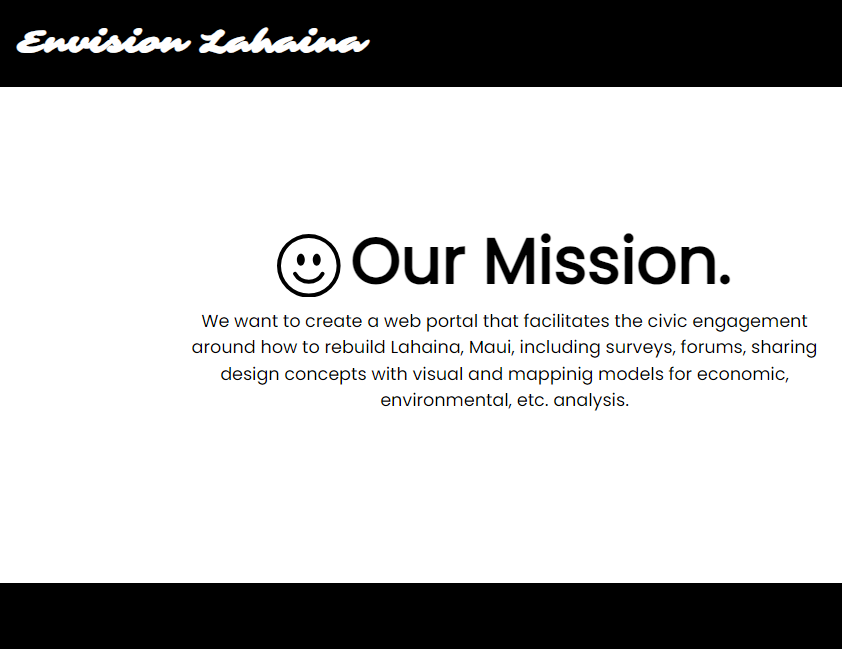 Envision Lahaina
Our Mission.
We want to create a web portal that facilitates the civic engagement
around how to rebuild Lahaina, Maui, including surveys, forums, sharing
design concepts with visual and mappinig models for economic,
environmental, etc. analysis.